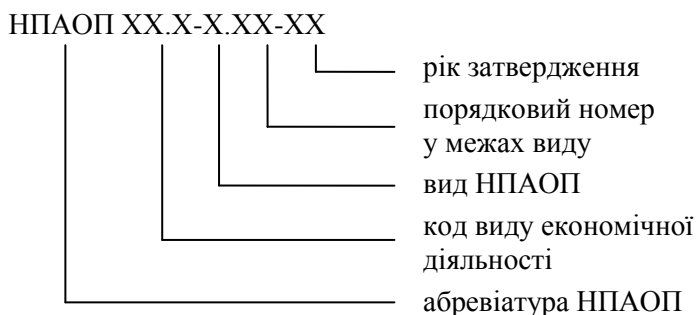 НПАОП ХХ.Х-Х.ХХ-ХХ
рік затвердження
порядковий номер
у межах виду
вид НПАОП
код виду економічної
діяльності
абревіатура НПАОП